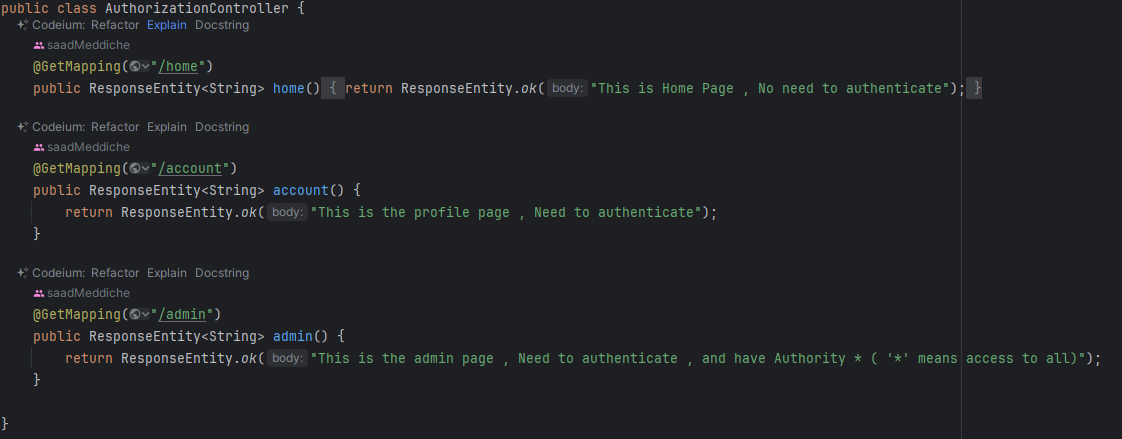 public class AuthorizationController {
Codeium: Refactor Explain Docstring
saadMeddiche
@GetMapping("/home")
public ResponseEntity<String> home() { return ResponseEntity.ok( body: "This is Home Page , No need to authenticate"); }
Codeium: Refactor Explain Docstring
saadMeddiche
@GetMapping("/account")
public ResponseEntity<String> account() {
return ResponseEntity.ok( body: "This is the profile page , Need to authenticate");
}
Codeium: Refactor Explain Docstring
saadMeddiche
@GetMapping("/admin")
public ResponseEntity<String> admin() {
return ResponseEntity.ok( body: "This is the admin page , Need to authenticate , and have Authority * ( '*' means access to all)");
}
}